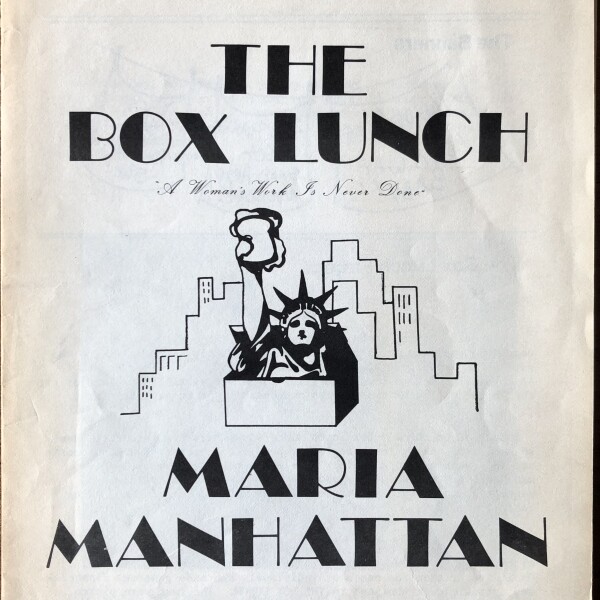 THE
BOX LUNCH
"A Woman's Work Is Never Done"
MARIA
MANHATTAN